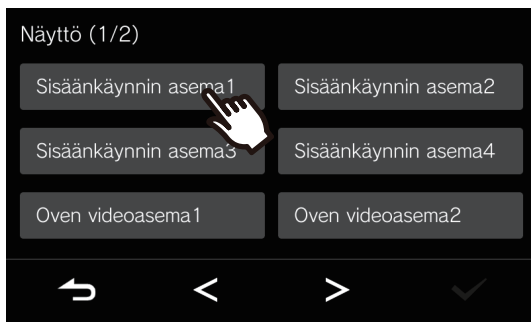 Näyttö (1/2)
Sisäänkäynnin asema1 Sisäänkäynnin asema2
Sisäänkäynnin asema3 Sisäänkäynnin asema4
Oven videoasema1 Oven videoasema2